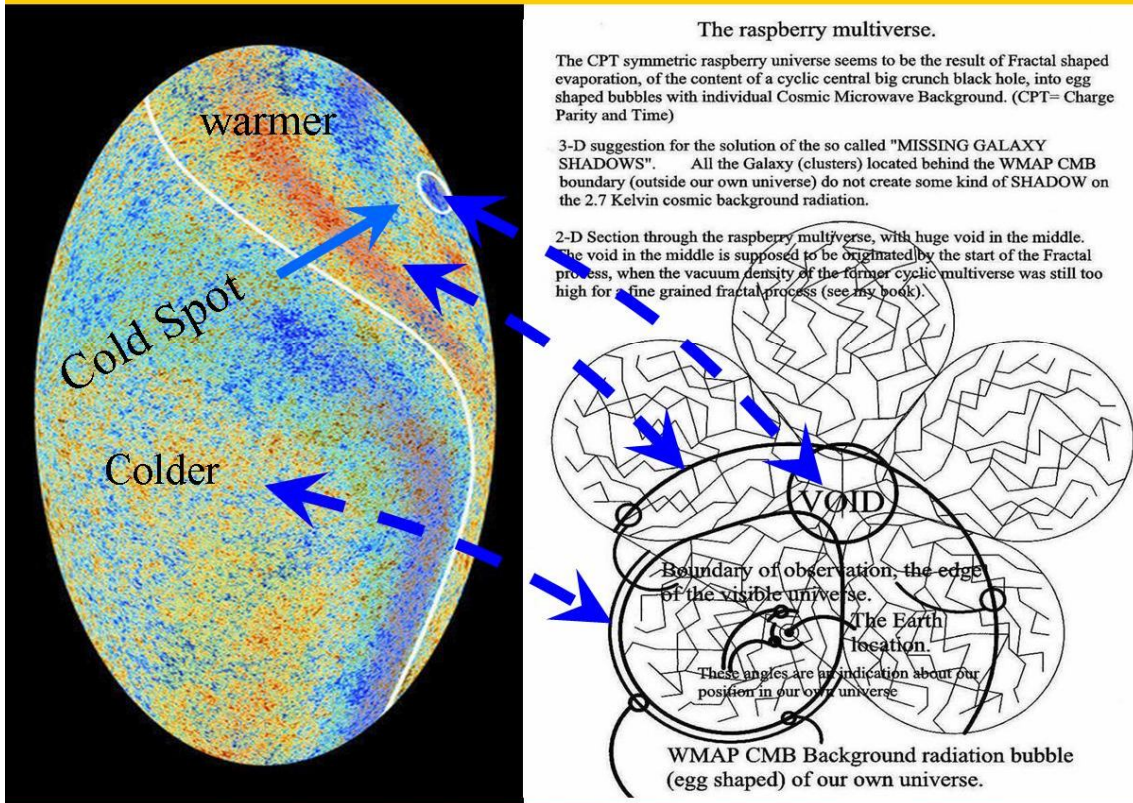 warmer
Cold Spot
Colder
The raspberry multiverse.
The CPT symmetric raspberry universe seems to be the result of Fractal shaped
evaporation, of the content of a cyclic central big crunch black hole, into egg
shaped bubbles with individual Cosmic Microwave Background. (CPT= Charge
Parity and Time)
3-D suggestion for the solution of the so called "MISSING GALAXY
SHADOWS". All the Galaxy (clusters) located behind the WMAP CMB
boundary (outside our own universe) do not create some kind of SHADOW on
the 2.7 Kelvin cosmic background radiation.
2-D Section through the raspberry multiverse, with huge void in the middle.
The void in the middle is supposed to be originated by the start of the Fractal
process, when the vacuum density of the former cyclic multiverse was still too
high for a fine grained fractal process (see my book).
VOID
Boundary of observation, the edge
of the visible universe.
The Earth
location.
These angles are an indication about our
position in our own universe
WMAP CMB Background radiation bubble
(egg shaped) of our own universe.